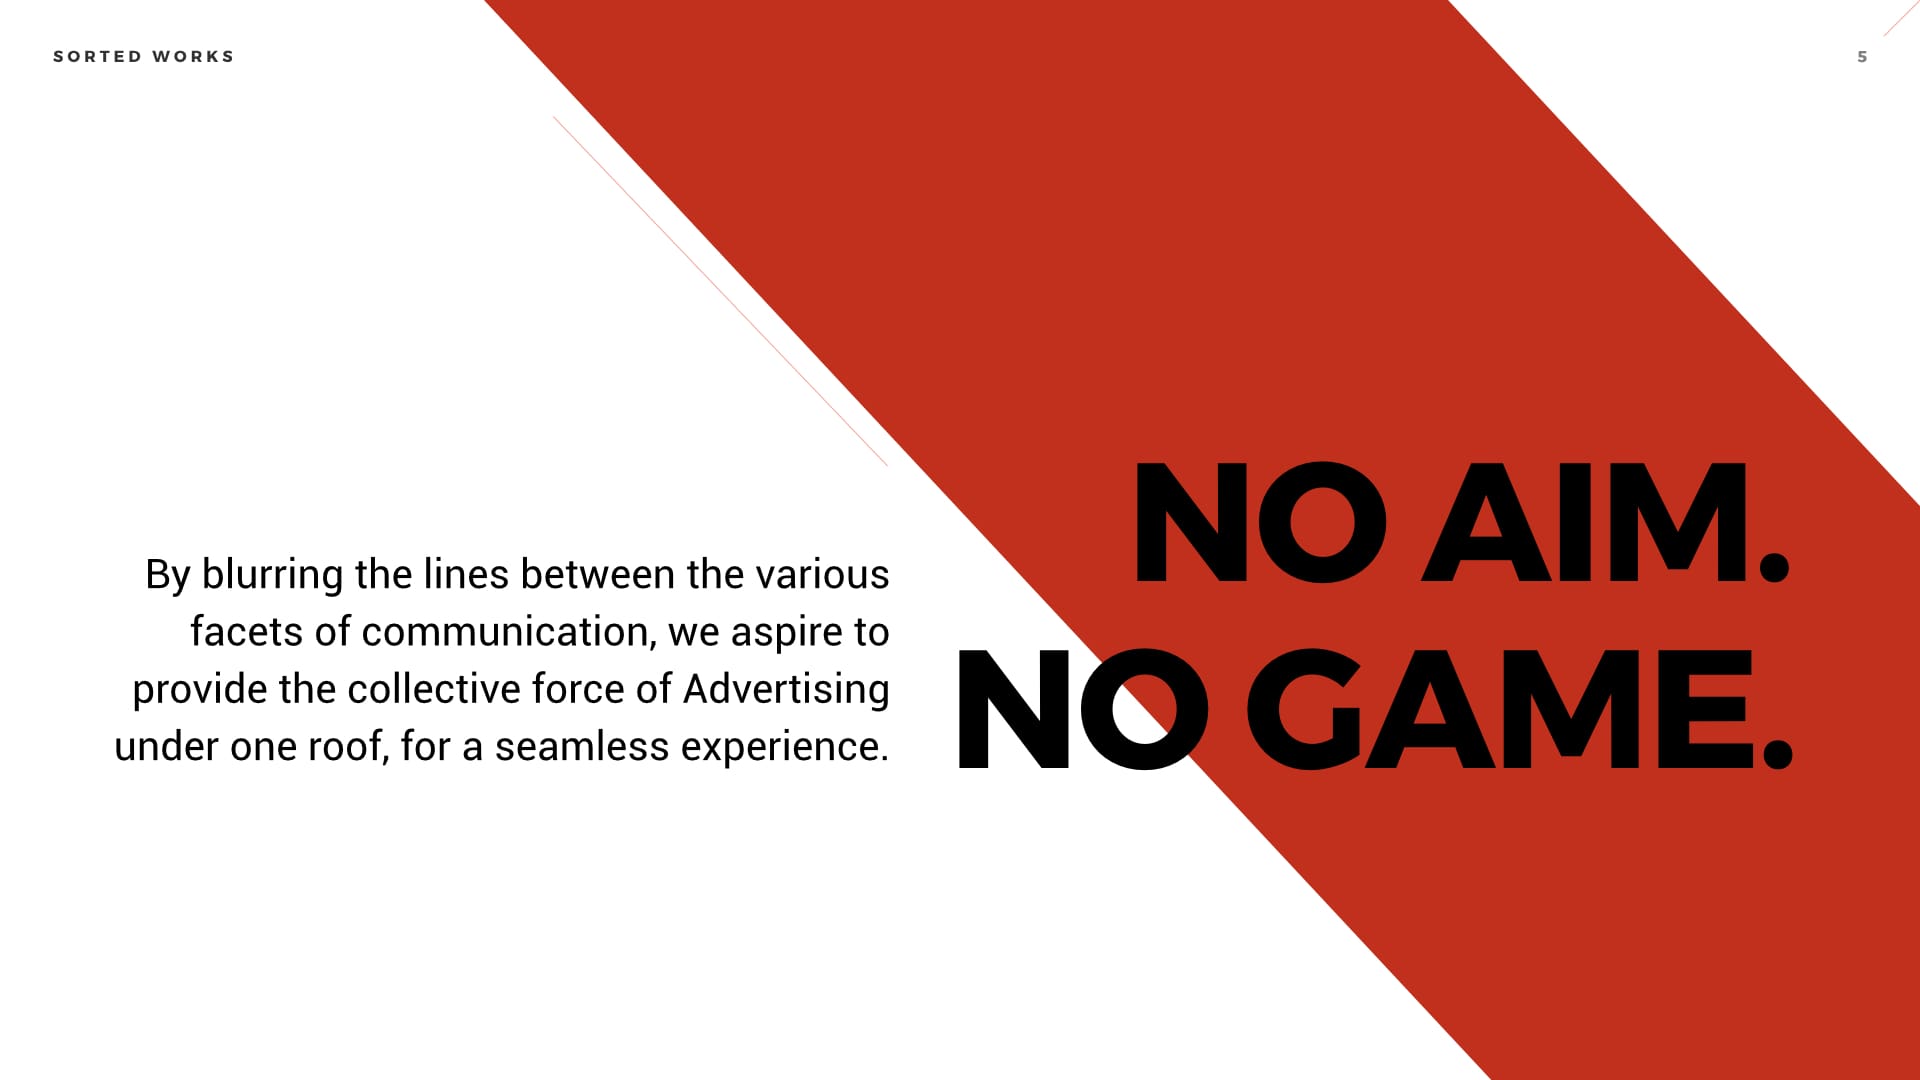 SORTED WORKS
5
By blurring the lines between the various
facets of communication, we aspire to
provide the collective force of Advertising
under one roof, for a seamless experience.
NO AIM.
NO GAME.